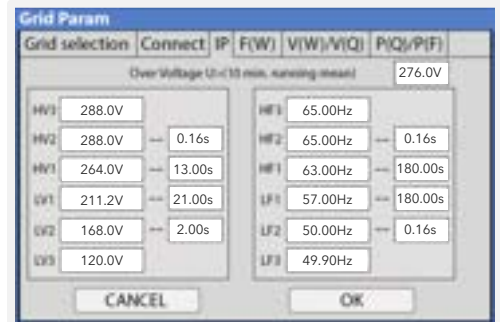 Grid Param
Grid selection Connect IP F(W) V(W)/V(Q) P(Q)/P(F)
Over Voltage U:<10 min. running mean) 276.0V
HV3 288.0V HF3 65.00Hz
HV2 288.0V --- 0.16s HF2 65.00Hz --- 0.16s
HV1 264.0V --- 13.00s HF1 63.00Hz --- 180.00s
LV1 211.2V --- 21.00s LF1 57.00Hz --- 180.00s
LV2 168.0V --- 2.00s LF2 50.00Hz --- 0.16s
LV3 120.0V LF3 49.90Hz
CANCEL OK